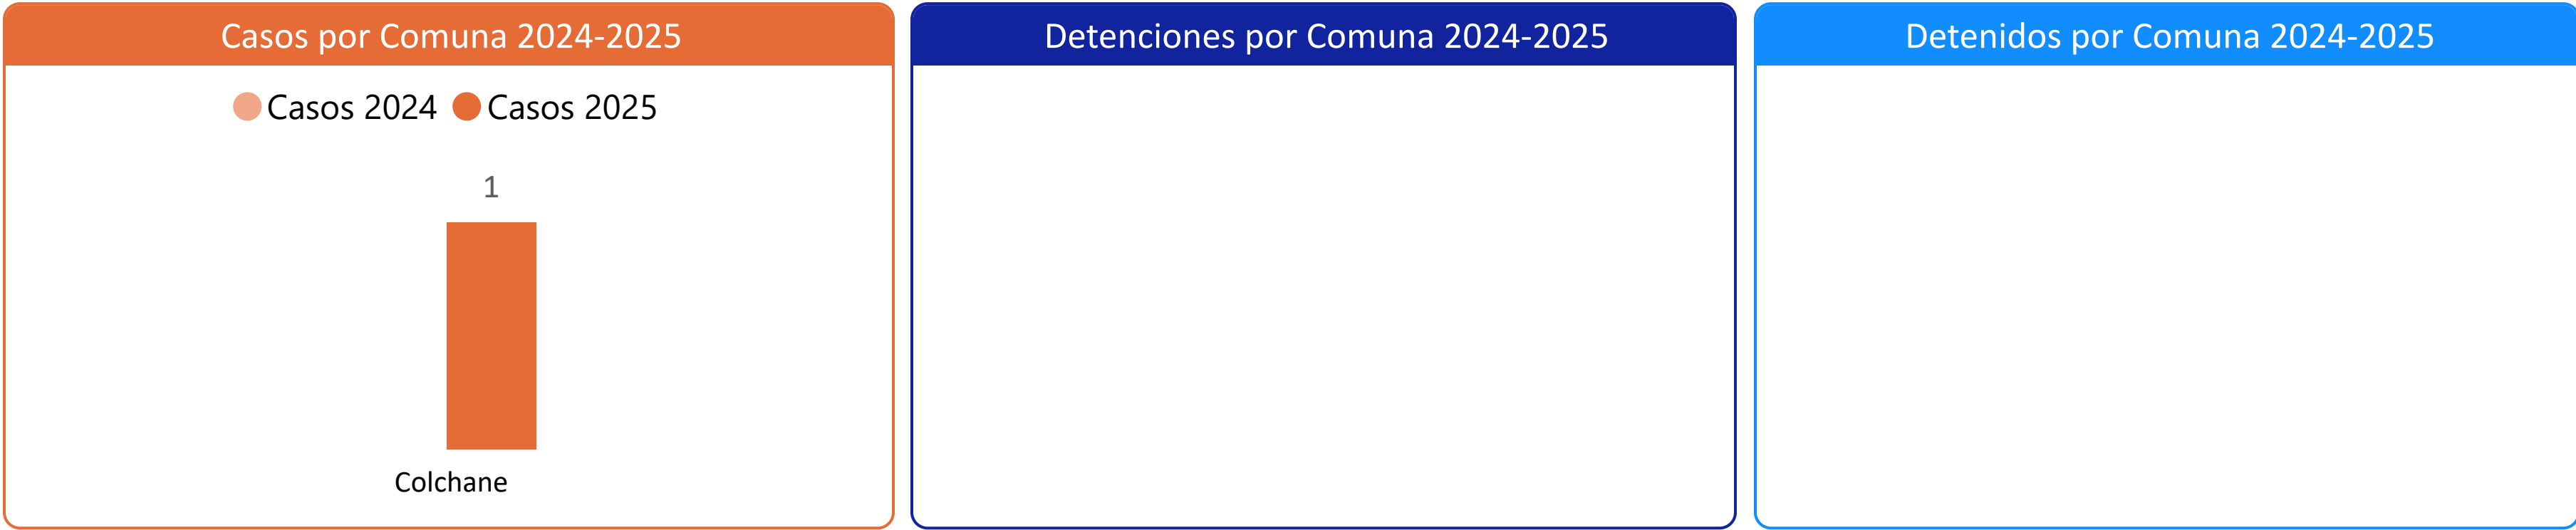 Casos por Comuna 2024-2025
Casos 2024 Casos 2025
1
Colchane
Detenciones por Comuna 2024-2025
Detenidos por Comuna 2024-2025